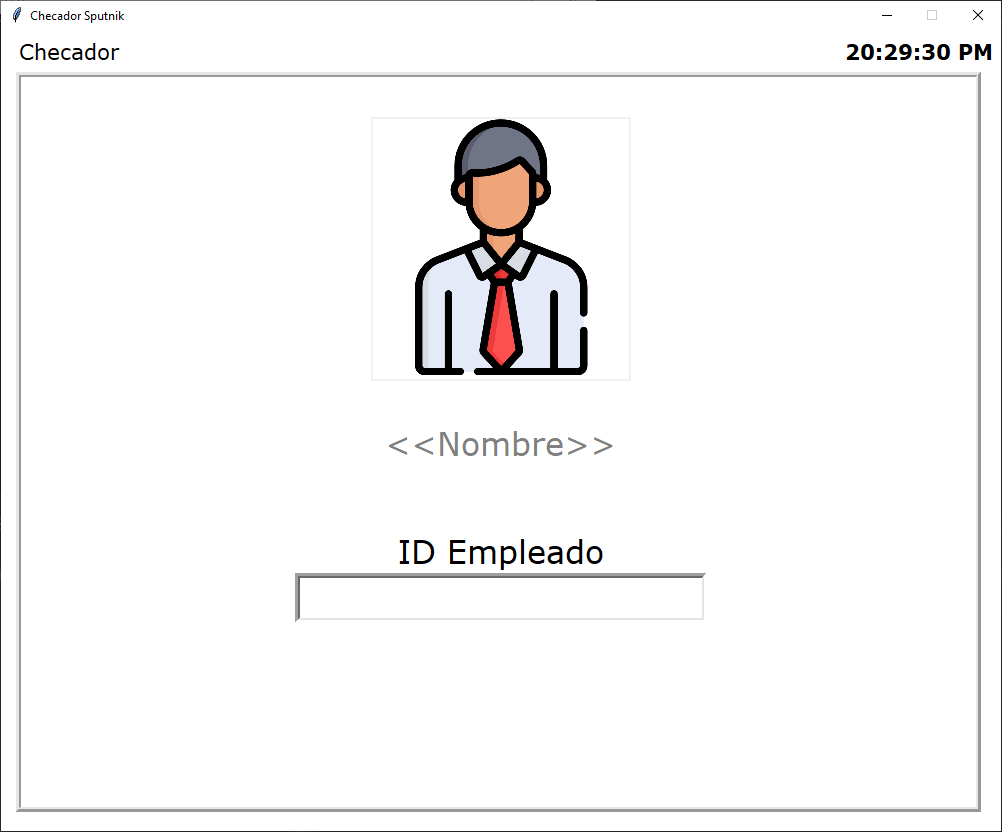 Checador Sputnik
Checador
20:29:30 PM
<<Nombre>>
ID Empleado